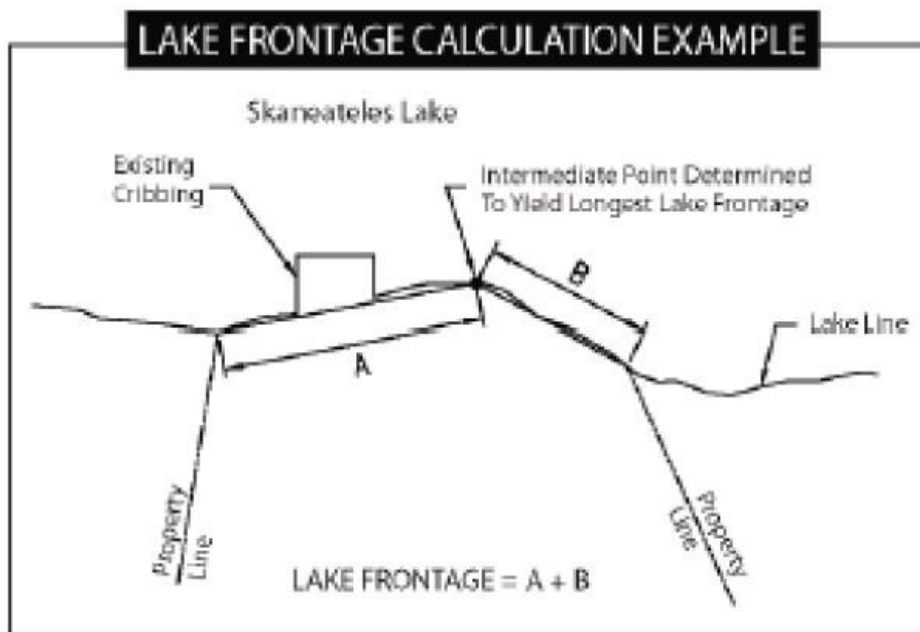 LAKE FRONTAGE CALCULATION EXAMPLE
Skaneateles Lake
Existing
Cribbing
Intermediate Point Determined
To Yield Longest Lake Frontage
B
Lake Line
A
Property
Line
Property
Line
LAKE FRONTAGE = A + B